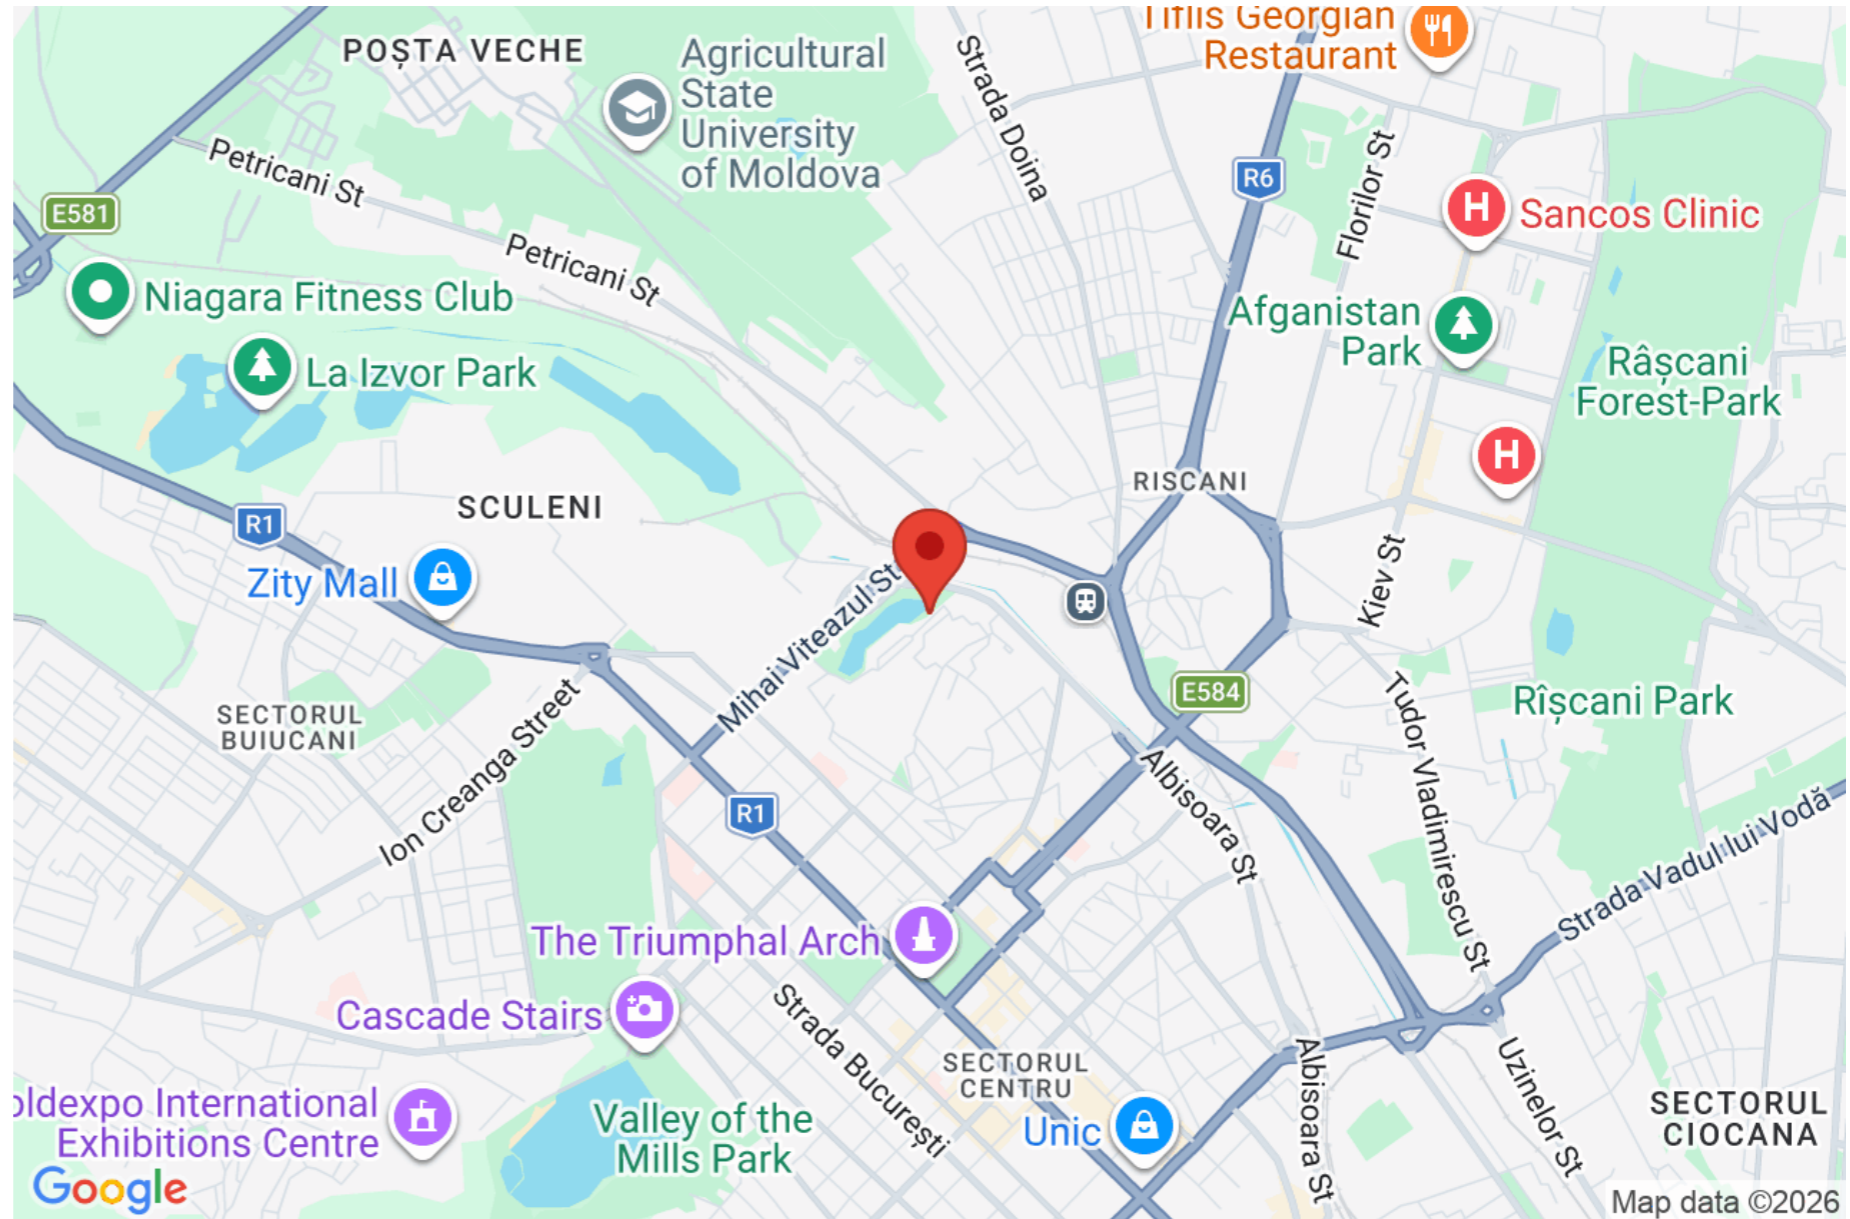 Tiflis Georgian
Restaurant
POȘTA VECHE
Agricultural
State
University
of Moldova
Strada Doina
Petricani St
R6
Florilor St
E581
Sancos Clinic
Petricani St
Niagara Fitness Club
La Izvor Park
Afganistan
Park
Râșcani
Forest-Park
H
H
RISCANI
SCULENI
R1
Zity Mall
Mihai Viteazul St
Kiev St
E584
Rîșcani Park
SECTORUL
BUIUCANI
Ion Creanga Street
Tudor Vladimirescu St
Albisoara St
R1
Strada Vadul lui Vodă
The Triumphal Arch
Cascade Stairs
Strada București
SECTORUL
CENTRU
Albisoara St
Uzinelor St
oldexpo International
Exhibitions Centre
Valley of the
Mills Park
Unic
SECTORUL
CIOCANA
Google
Map data ©2026